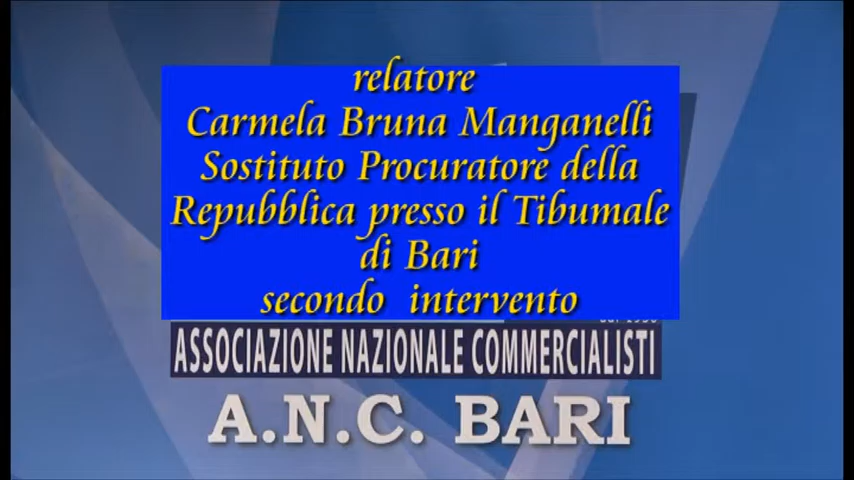 relatore
Carmela Bruna Manganelli
Sostituto Procuratore della
Repubblica presso il Tibumale
di Bari
secondo intervento
ASSOCIAZIONE NAZIONALE COMMERCIALISTI
A.N.C. BARI